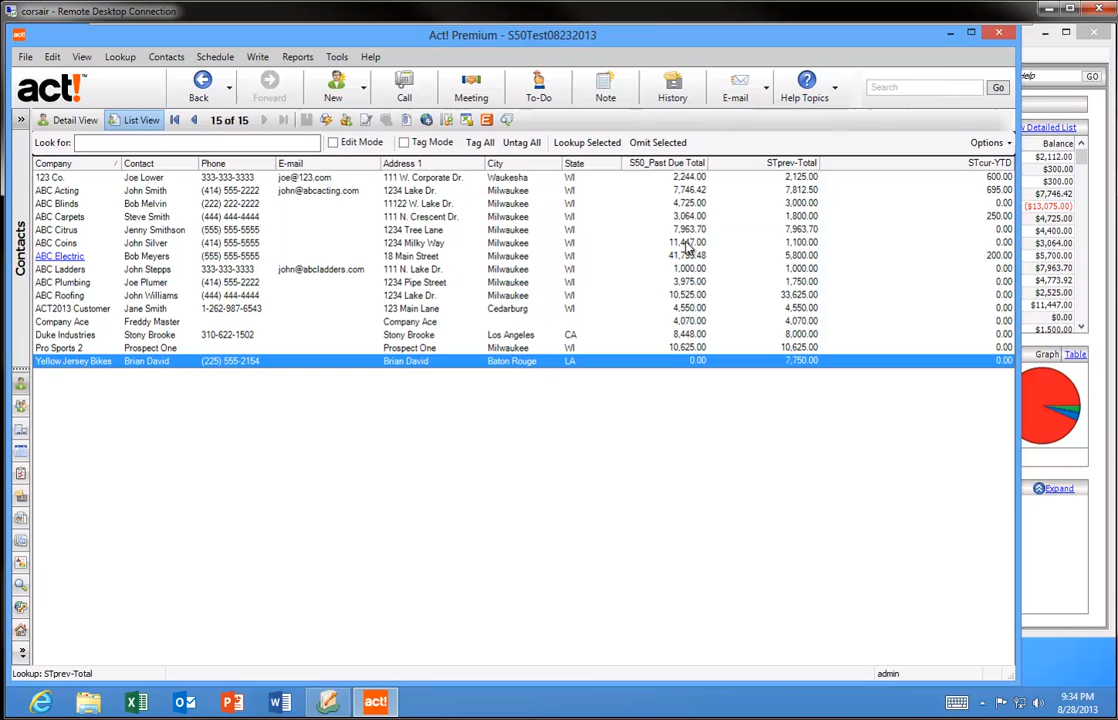 corsair - Remote Desktop Connection
Act! Premium - S50Test08232013
File Edit View Lookup Contacts Schedule Write Reports Tools Help
act!
Back Forward New Call Meeting To-Do Note History E-mail Help Topics Search Go
Detail View List View 15 of 15
Look for: Edit Mode Tag Mode Tag All Untag All Lookup Selected Omit Selected Options
Company / Contact Phone E-mail Address 1 City State S50_Past Due Total STprev-Total STcur-YTD
123 Co. Joe Lower 333-333-3333 joe@123.com 111 W. Corporate Dr. Waukesha WI 2,244.00 2,125.00 600.00
ABC Acting John Smith (414) 555-2222 john@abcacting.com 1234 Lake Dr. Milwaukee WI 7,746.42 7,812.50 695.00
ABC Blinds Bob Melvin (222) 222-2222 11122 W. Lake Dr. Milwaukee WI 4,725.00 3,000.00 0.00
ABC Carpets Steve Smith (444) 444-4444 111 N. Crescent Dr. Milwaukee WI 3,064.00 1,800.00 250.00
ABC Citrus Jenny Smithson (555) 555-5555 1234 Tree Lane Milwaukee WI 7,963.70 7,963.70 0.00
ABC Coins John Silver (414) 555-5555 1234 Milky Way Milwaukee WI 11,447.00 1,100.00 0.00
ABC Electric Bob Meyers (555) 555-5555 18 Main Street Milwaukee WI 5,800.00 200.00
ABC Ladders John Stepps 333-333-3333 john@abcladders.com 111 N. Lake Dr. Milwaukee WI 1,000.00 1,000.00 0.00
ABC Plumbing Joe Plumer (414) 555-2222 1234 Pipe Street Milwaukee WI 3,975.00 1,750.00 0.00
ABC Roofing John Williams (444) 444-4444 1234 Lake Dr. Milwaukee WI 10,525.00 33,625.00 0.00
ACT2013 Customer Jane Smith 1-262-987-6543 123 Main Lane Cedarburg WI 4,550.00 4,550.00 0.00
Company Ace Freddy Master Company Ace Milwaukee WI 4,070.00 4,070.00 0.00
Duke Industries Stony Brooke 310-622-1502 Stony Brooke Los Angeles CA 8,448.00 8,000.00 0.00
Pro Sports 2 Prospect One Prospect One Milwaukee WI 10,625.00 10,625.00 0.00
Yellow Jersey Bikes Brian David (225) 555-2154 Brian David Baton Rouge LA 0.00 7,750.00 0.00
Contacts
Lookup: STprev-Total admin
Help GO
w Detailed List
Balance
$2,112.00
$300.00
$300.00
$7,746.42
($13,075.00)
$4,725.00
$4,400.00
$3,064.00
$5,700.00
$7,963.70
$4,773.92
$2,525.00
$11,447.00
$0.00
$1,500.00
Graph Table
Expand
9:34 PM
8/28/2013